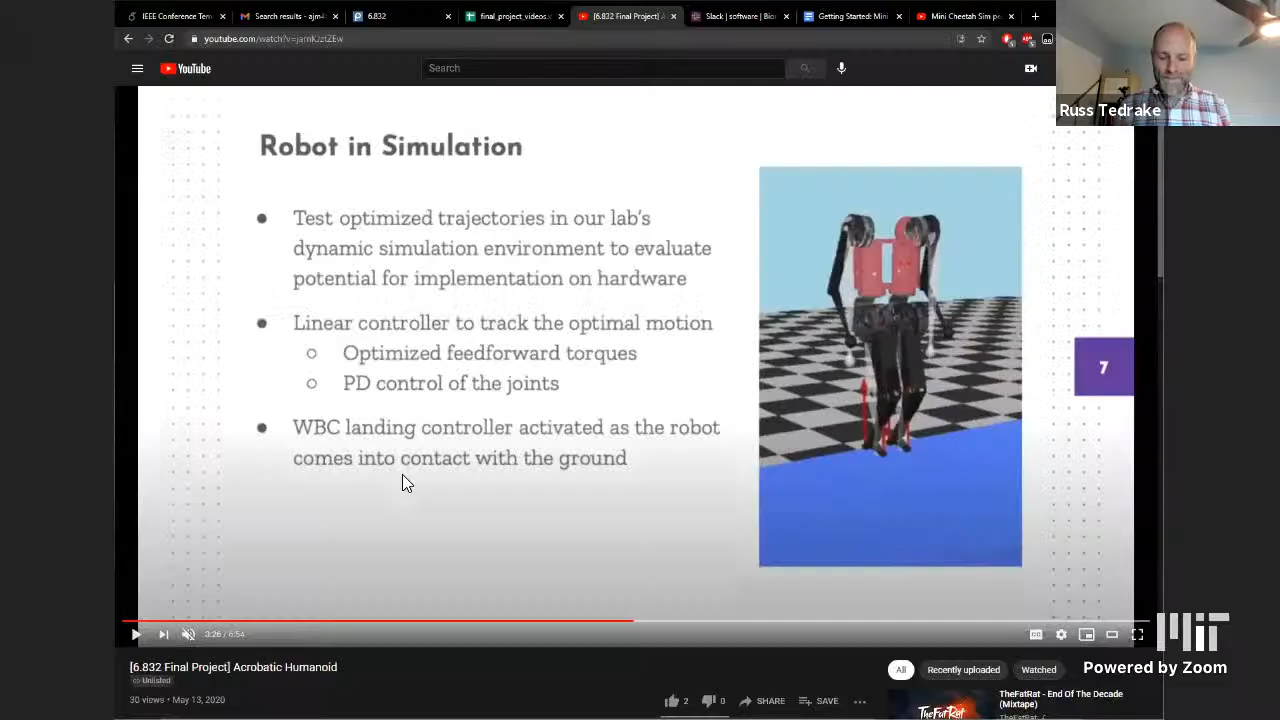 IEEE Conference Tem
Search results - ajm4
6.832
final_project_videos.x
[6.832 Final Project] A
Slack | software | Bior
Getting Started: Mini
Mini Cheetah Sim pe
youtube.com/watch?v=jamKJztZEw
YouTube
Search
Russ Tedrake
Robot in Simulation
Test optimized trajectories in our lab's
dynamic simulation environment to evaluate
potential for implementation on hardware
Linear controller to track the optimal motion
Optimized feedforward torques
PD control of the joints
WBC landing controller activated as the robot
comes into contact with the ground
7
3:26 / 6:54
MIT
Powered by Zoom
[6.832 Final Project] Acrobatic Humanoid
Unlisted
30 views • May 13, 2020
2
0
SHARE
SAVE
All
Recently uploaded
Watched
TheFatRat - End Of The Decade
(Mixtape)
TheFatRat